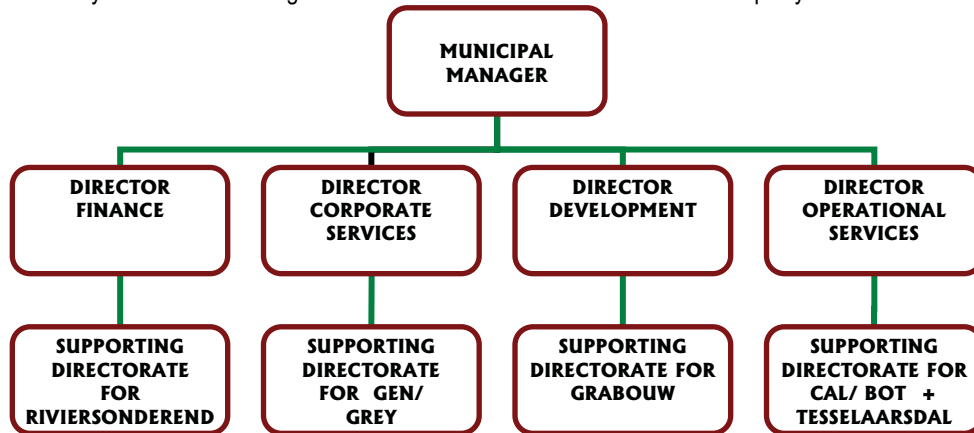 MUNICIPAL
MANAGER
DIRECTOR
FINANCE
DIRECTOR
CORPORATE
SERVICES
DIRECTOR
DEVELOPMENT
DIRECTOR
OPERATIONAL
SERVICES
SUPPORTING
DIRECTORATE
FOR
RIVIERSONDEREND
SUPPORTING
DIRECTORATE
FOR GEN/
GREY
SUPPORTING
DIRECTORATE FOR
GRABOUW
SUPPORTING
DIRECTORATE FOR
CAL/ BOT +
TESSELAARSDAL